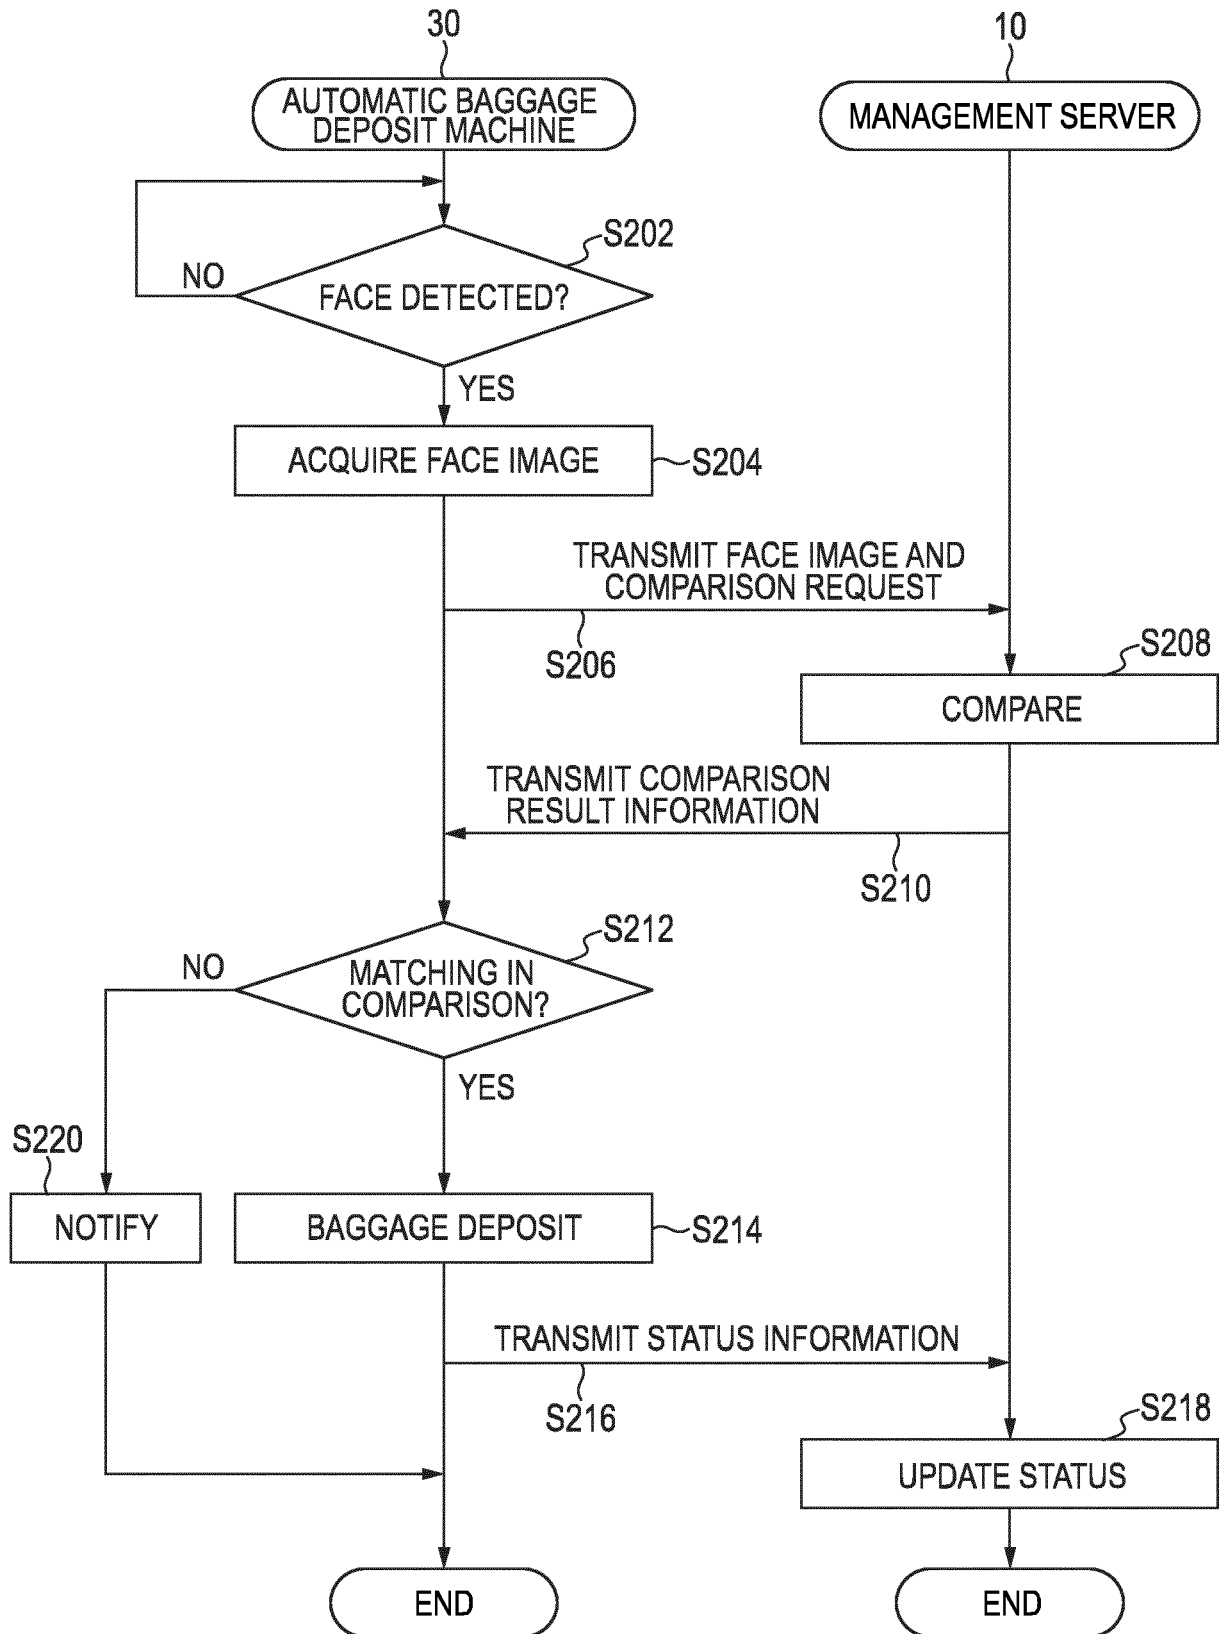 30
10
AUTOMATIC BAGGAGE
DEPOSIT MACHINE
MANAGEMENT SERVER
S202
NO
FACE DETECTED?
YES
ACQUIRE FACE IMAGE
S204
TRANSMIT FACE IMAGE AND
COMPARISON REQUEST
S206
S208
COMPARE
TRANSMIT COMPARISON
RESULT INFORMATION
S210
S212
NO
MATCHING IN
COMPARISON?
YES
S220
NOTIFY
BAGGAGE DEPOSIT
S214
TRANSMIT STATUS INFORMATION
S216
S218
UPDATE STATUS
END
END